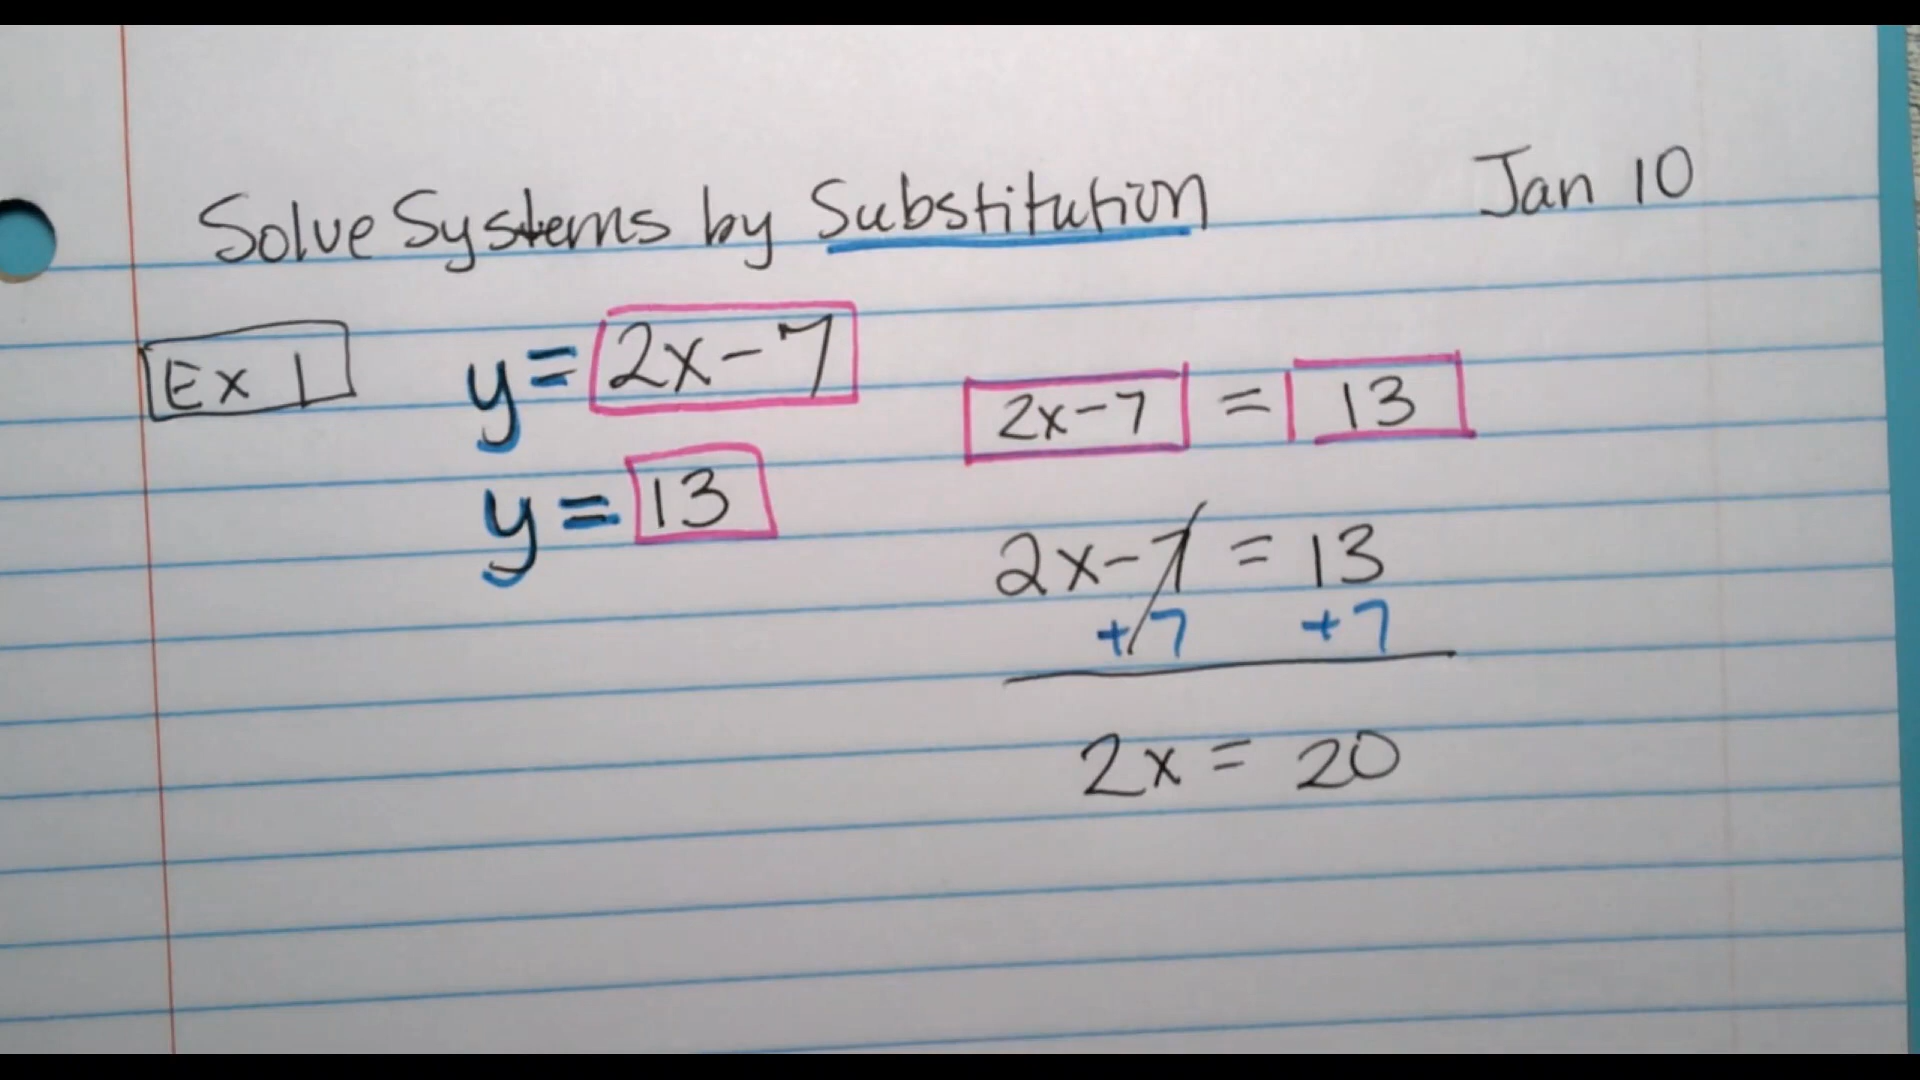 Solve Systems by Substitution Jan 10
Ex 1
y = 2x - 7
y = 13
2x - 7 = 13
2x - 7 = 13
+7 +7
2x = 20